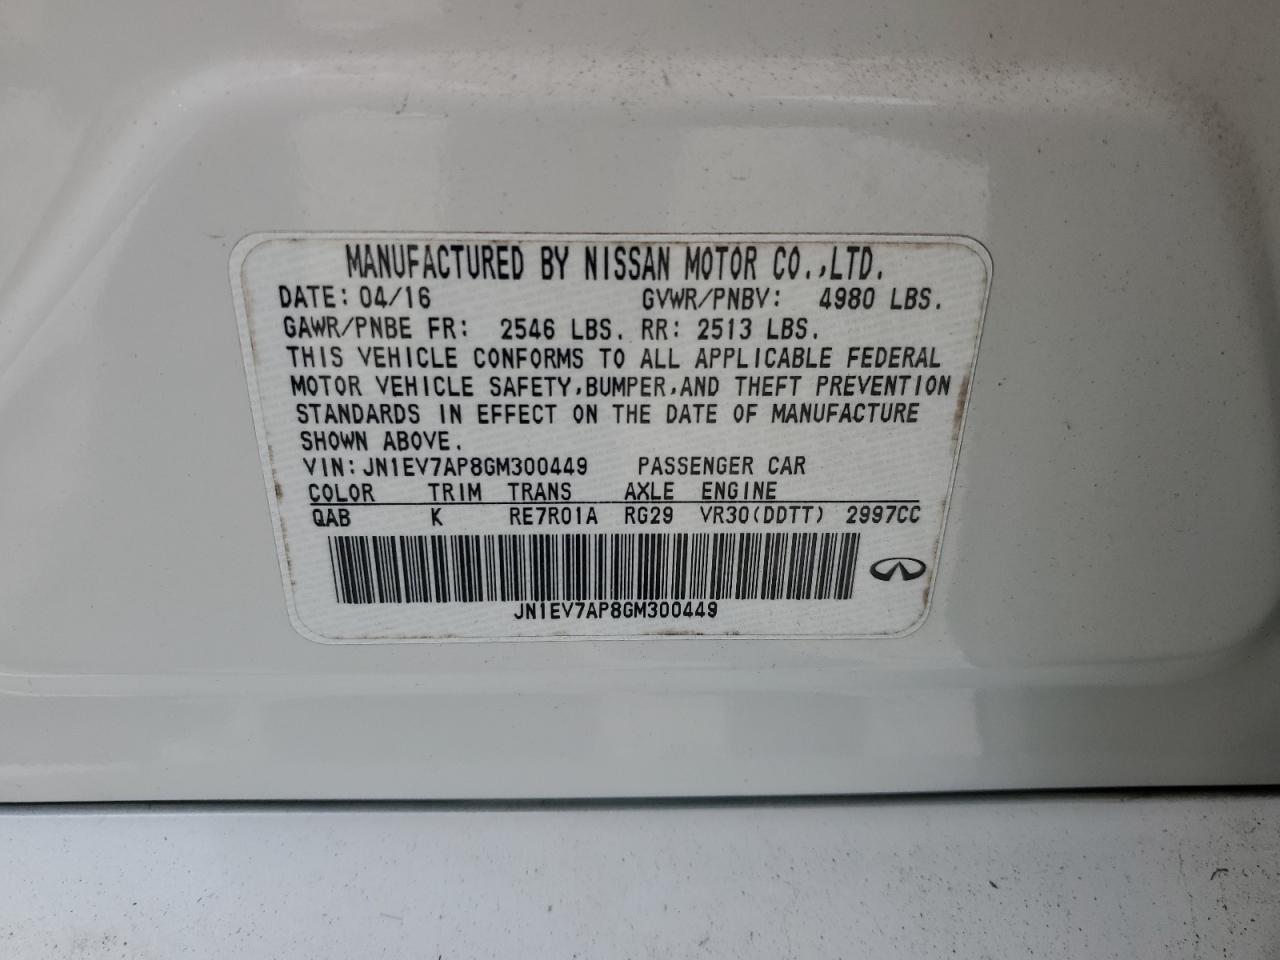 MANUFACTURED BY NISSAN MOTOR CO.,LTD.
DATE: 04/16 GVWR/PNBV: 4980 LBS.
GAWR/PNBE FR: 2546 LBS. RR: 2513 LBS.
THIS VEHICLE CONFORMS TO ALL APPLICABLE FEDERAL
MOTOR VEHICLE SAFETY,BUMPER,AND THEFT PREVENTION
STANDARDS IN EFFECT ON THE DATE OF MANUFACTURE
SHOWN ABOVE.
VIN: JN1EV7AP8GM300449 PASSENGER CAR
COLOR TRIM TRANS AXLE ENGINE
QAB K RE7R01A RG29 VR30(DDTT) 2997CC
JN1EV7AP8GM300449